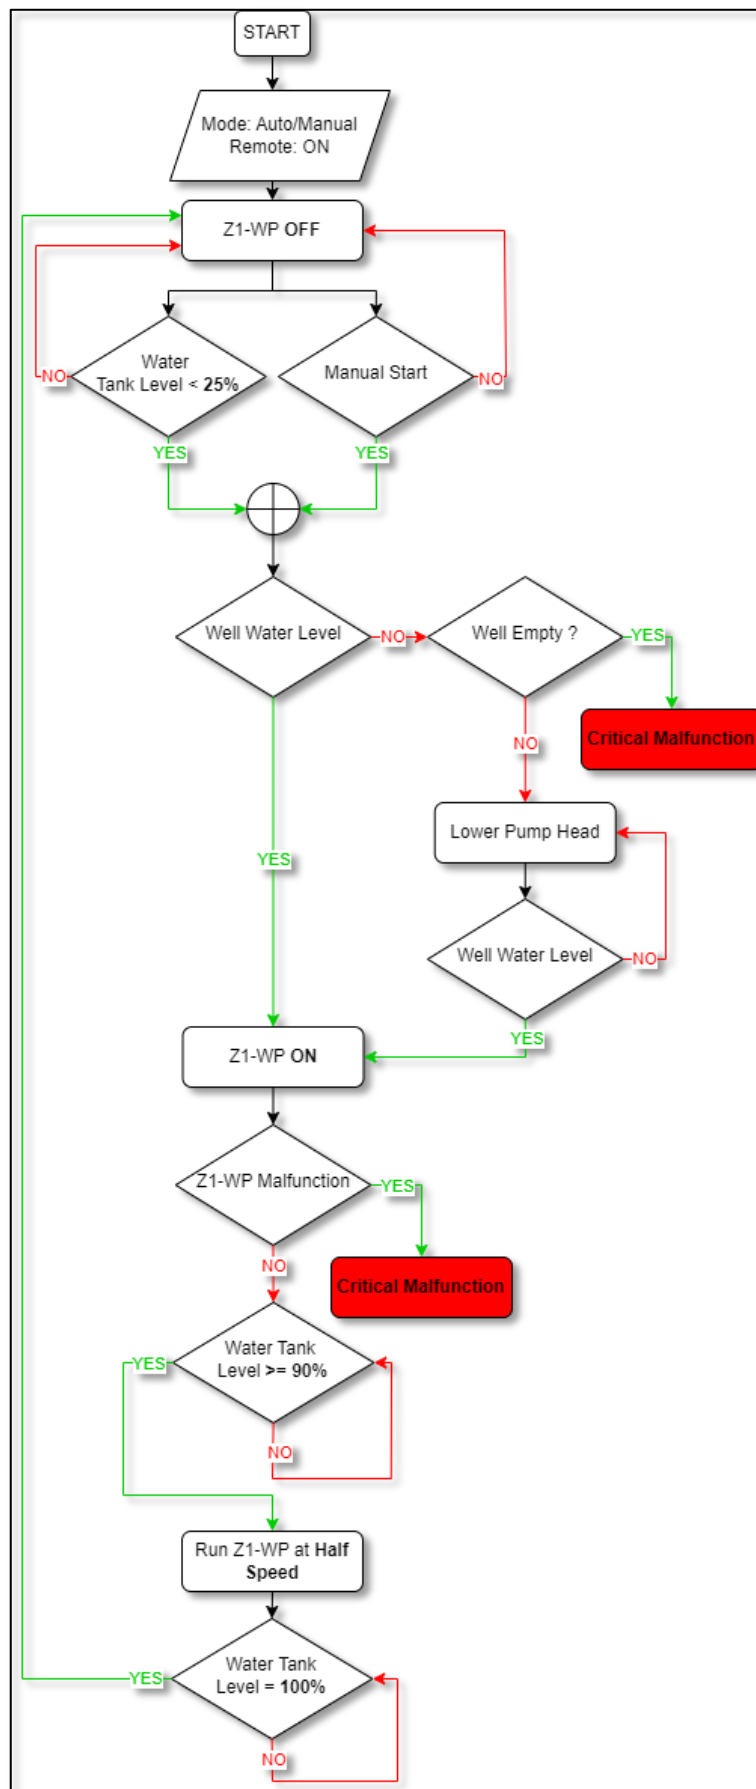 START
Mode: Auto/Manual
Remote: ON
Z1-WP OFF
Water
Tank Level < 25%
Manual Start
NO
NO
YES
YES
Well Water Level
NO
Well Empty ?
YES
Critical Malfunction
NO
Lower Pump Head
YES
Well Water Level
NO
YES
Z1-WP ON
Z1-WP Malfunction
YES
NO
Critical Malfunction
Water Tank
Level >= 90%
YES
NO
Run Z1-WP at Half
Speed
Water Tank
Level = 100%
YES
NO